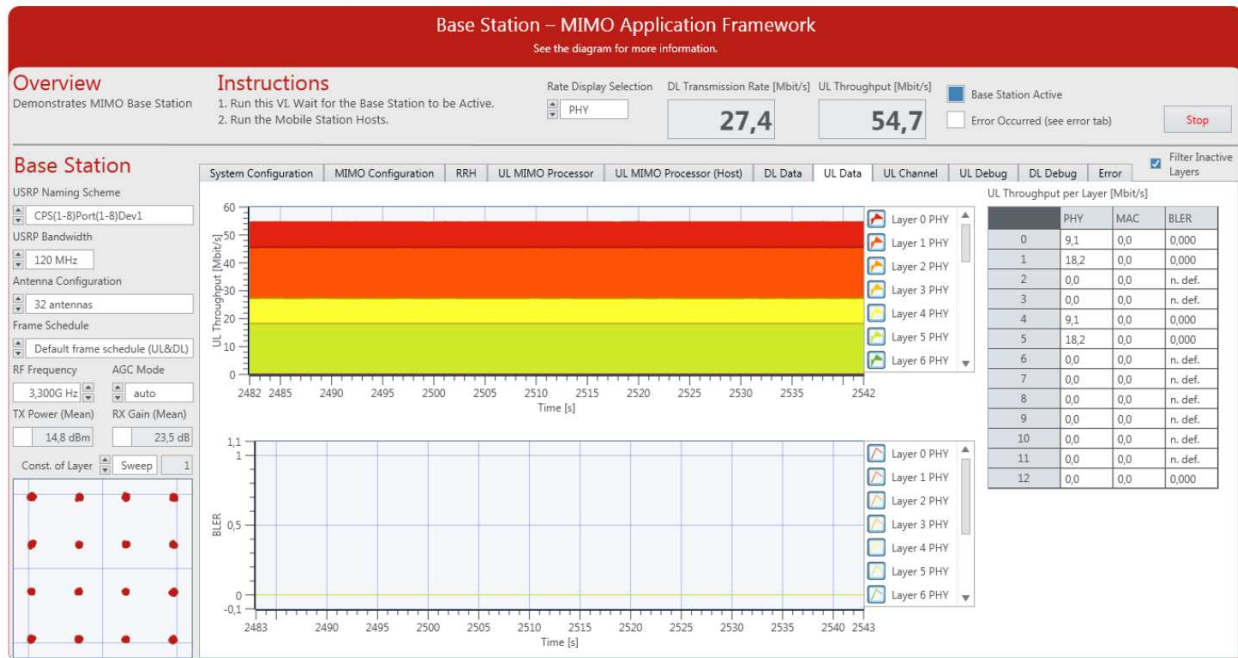 Base Station – MIMO Application Framework
See the diagram for more information.
Overview
Demonstrates MIMO Base Station
Instructions
1. Run this VI. Wait for the Base Station to be Active.
2. Run the Mobile Station Hosts.
Rate Display Selection
PHY
DL Transmission Rate [Mbit/s]
27,4
UL Throughput [Mbit/s]
54,7
Base Station Active
Error Occurred (see error tab)
Stop
Base Station
USRP Naming Scheme
CPS(1-8)Port(1-8)Dev1
USRP Bandwidth
120 MHz
Antenna Configuration
32 antennas
Frame Schedule
Default frame schedule (UL&DL)
RF Frequency AGC Mode
3,300G Hz auto
TX Power (Mean) RX Gain (Mean)
14,8 dBm 23,5 dB
Const. of Layer Sweep 1
System Configuration MIMO Configuration RRH UL MIMO Processor UL MIMO Processor (Host) DL Data UL Data UL Channel UL Debug DL Debug Error
Filter Inactive
Layers
UL Throughput [Mbit/s]
60
50
40
30
20
10
0
2482 2485 2490 2495 2500 2505 2510 2515 2520 2525 2530 2535 2542
Time [s]
Layer 0 PHY
Layer 1 PHY
Layer 2 PHY
Layer 3 PHY
Layer 4 PHY
Layer 5 PHY
Layer 6 PHY
BLER
1,1
1
0,5
0
-0,1
2483 2490 2495 2500 2505 2510 2515 2520 2525 2530 2535 2540 2543
Time [s]
Layer 0 PHY
Layer 1 PHY
Layer 2 PHY
Layer 3 PHY
Layer 4 PHY
Layer 5 PHY
Layer 6 PHY
UL Throughput per Layer [Mbit/s]
PHY MAC BLER
0 9,1 0,0 0,000
1 18,2 0,0 0,000
2 0,0 0,0 n. def.
3 0,0 0,0 n. def.
4 9,1 0,0 0,000
5 18,2 0,0 0,000
6 0,0 0,0 n. def.
7 0,0 0,0 n. def.
8 0,0 0,0 n. def.
9 0,0 0,0 n. def.
10 0,0 0,0 n. def.
11 0,0 0,0 n. def.
12 0,0 0,0 0,000